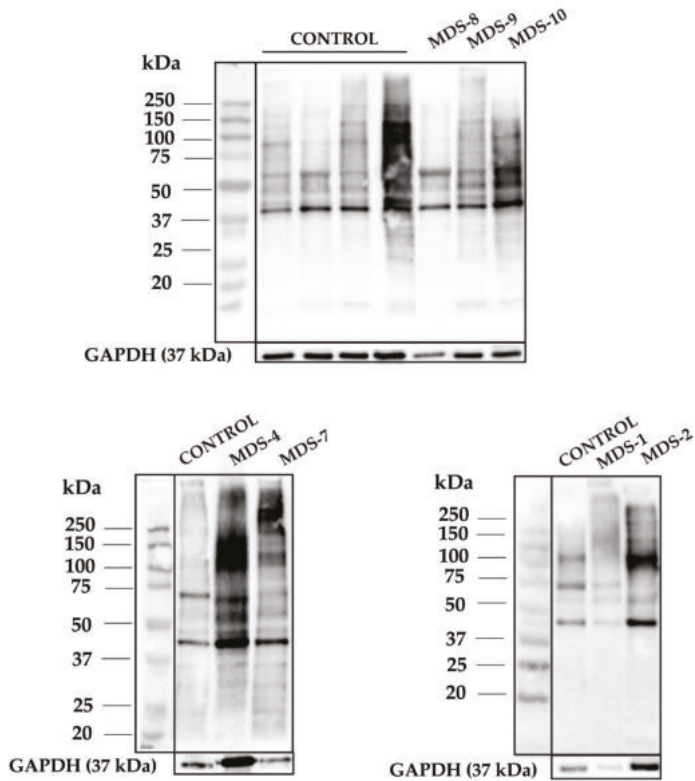 CONTROL MDS-8 MDS-9 MDS-10
kDa
250
150
100
75
50
37
25
20
GAPDH (37 kDa)
CONTROL MDS-4 MDS-7
kDa
250
150
100
75
50
37
25
20
GAPDH (37 kDa)
CONTROL MDS-1 MDS-2
kDa
250
150
100
75
50
37
25
20
GAPDH (37 kDa)